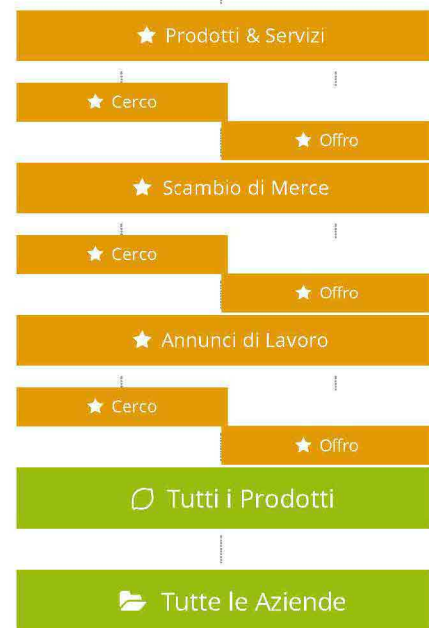 Prodotti & Servizi
Cerco
Offro
Scambio di Merce
Cerco
Offro
Annunci di Lavoro
Cerco
Offro
Tutti i Prodotti
Tutte le Aziende